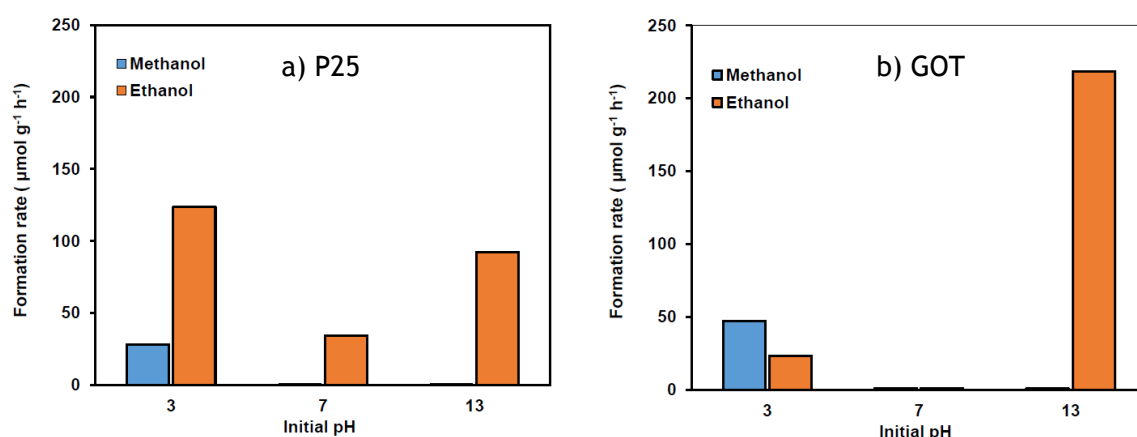 a) P25
Methanol
Ethanol
250
200
150
100
50
0
Formation rate ( µmol g-1 h-1)
3 7 13
Initial pH
b) GOT
Methanol
Ethanol
250
200
150
100
50
0
Formation rate ( µmol g-1 h-1)
3 7 13
Initial pH